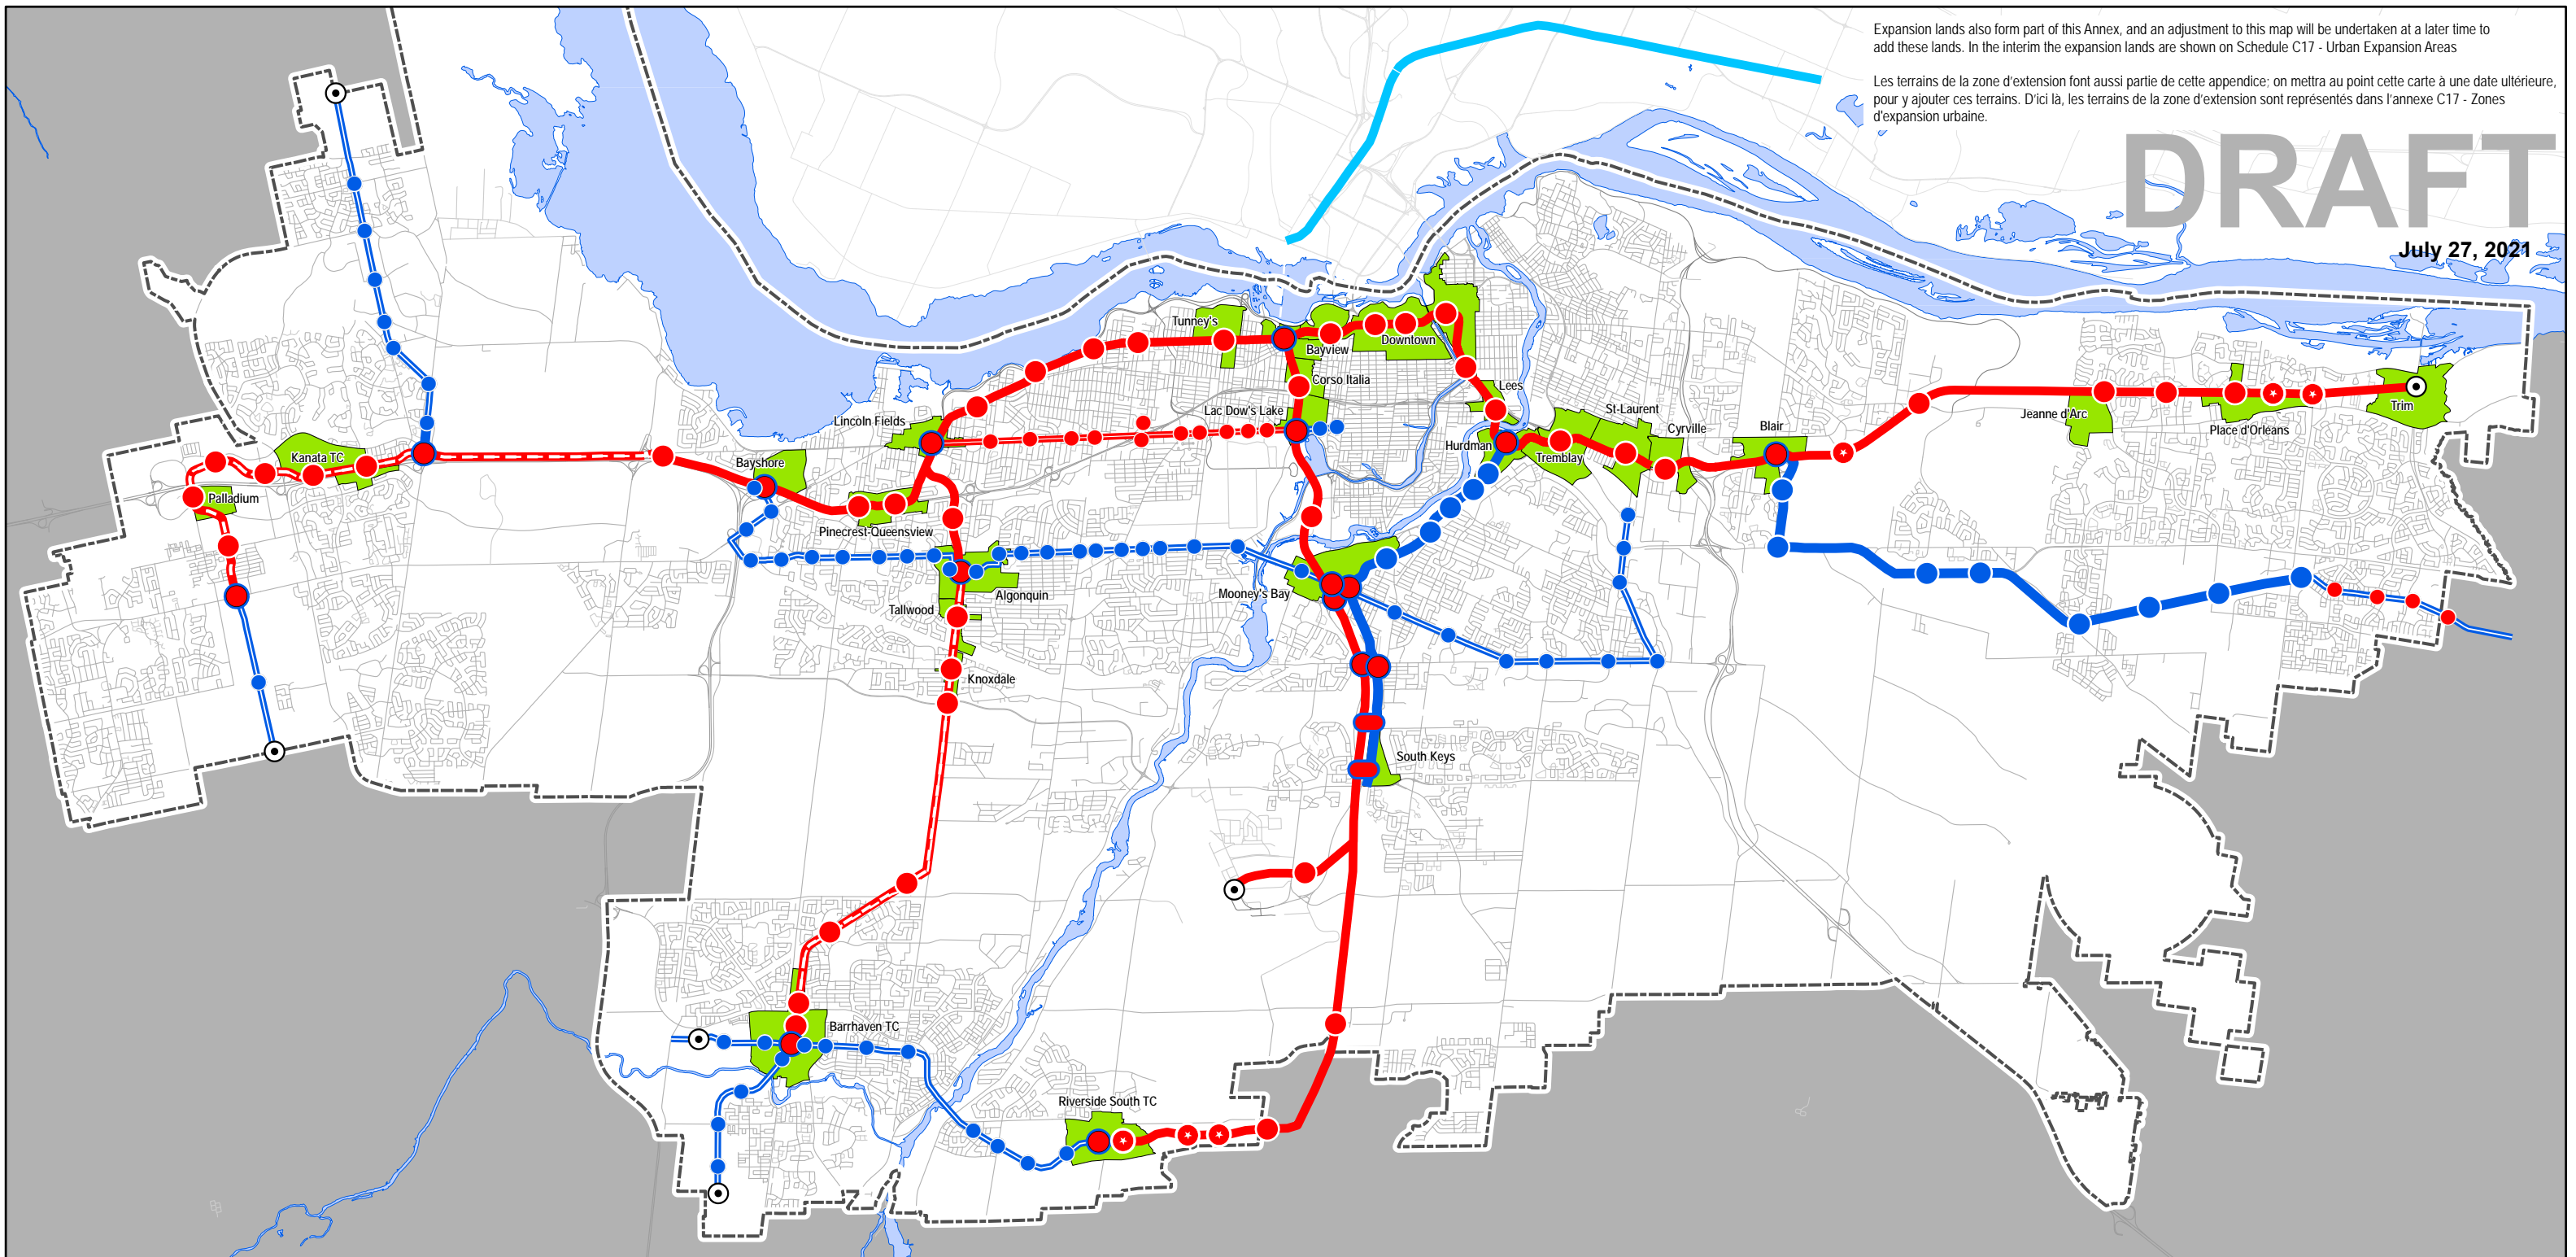 Expansion lands also form part of this Annex, and an adjustment to this map will be undertaken at a later time to
add these lands. In the interim the expansion lands are shown on Schedule C17 - Urban Expansion Areas
Les terrains de la zone d'extension font aussi partie de cette appendice; on mettra au point cette carte à une date ultérieure,
pour y ajouter ces terrains. D'ici là, les terrains de la zone d'extension sont représentés dans l'annexe C17 - Zones
d'expansion urbaine.
DRAFT
July 27, 2021
Tunney's
Bayview
Downtown
Corso Italia
Lees
Lac Dow's Lake
St-Laurent
Lincoln Fields
Jeanne d'Arc
Trim
Cyrville
Blair
Place d'Orléans
Hurdman
Tremblay
Kanata TC
Bayshore
Palladium
Pinecrest-Queensview
Mooney's Bay
Algonquin
Tallwood
Knoxdale
South Keys
Barrhaven TC
Riverside South TC